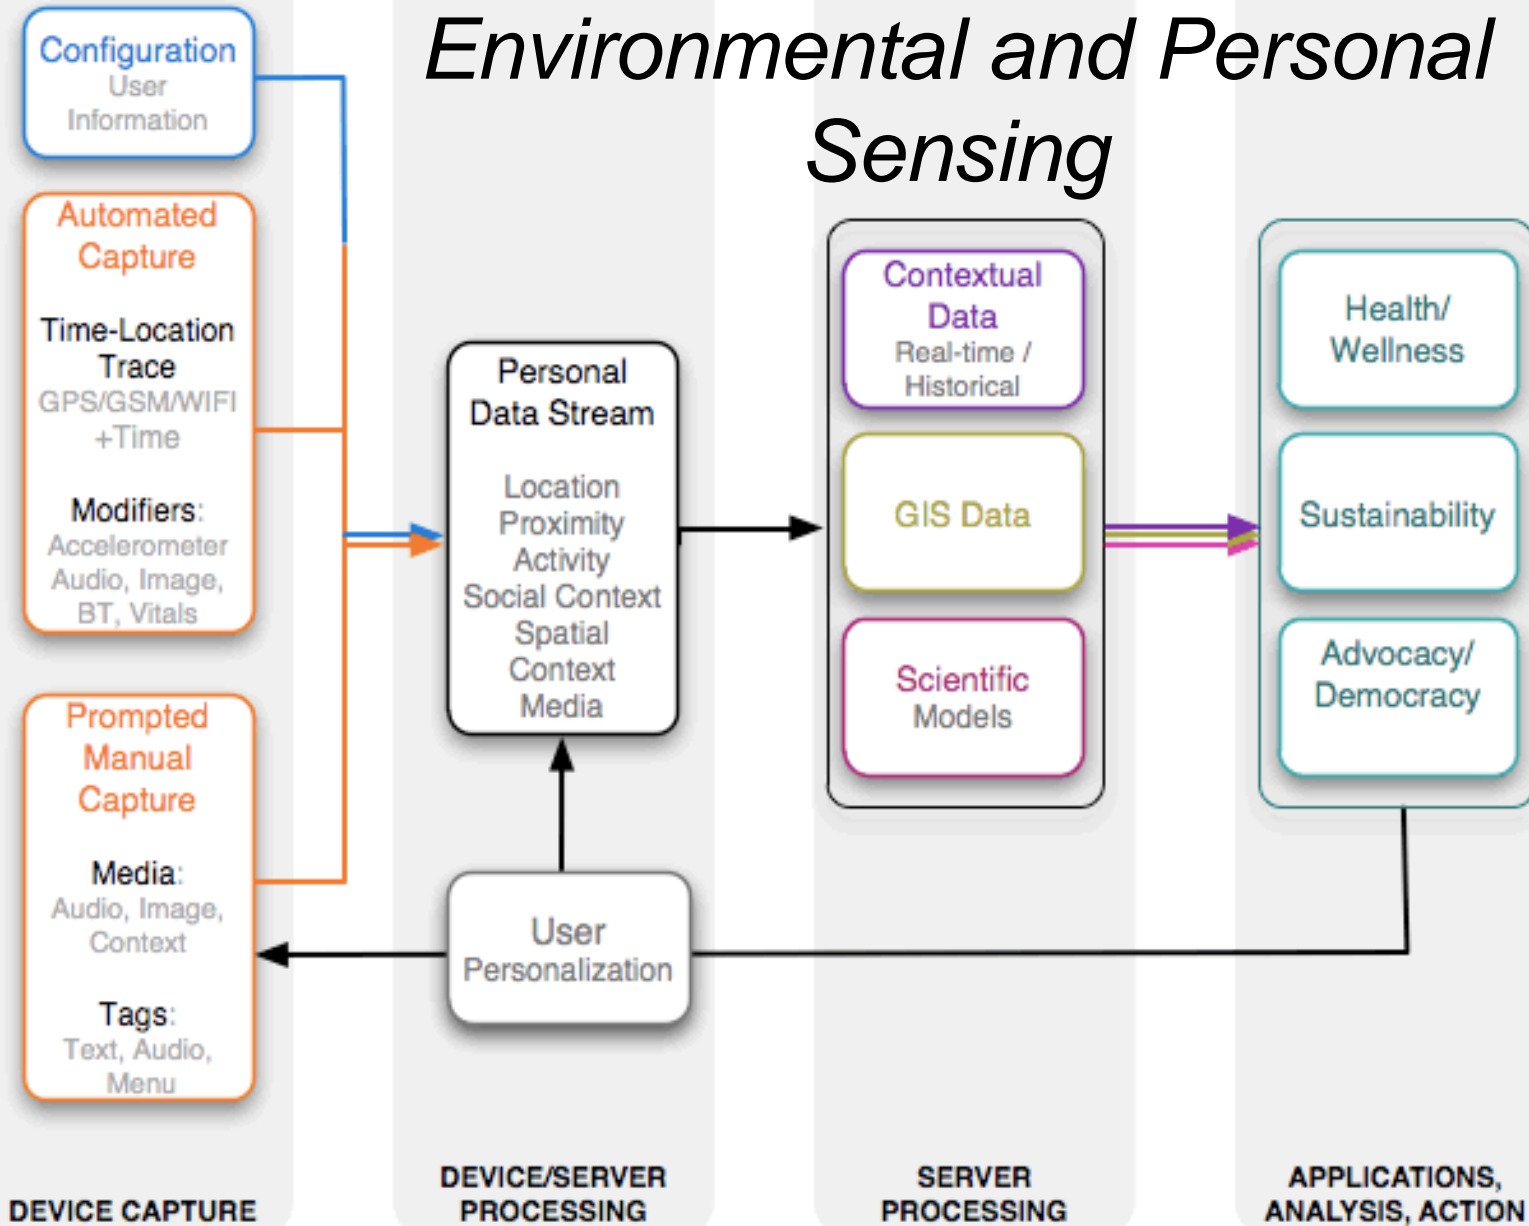 Environmental and Personal
Sensing
Configuration
User
Information
Automated
Capture
Time-Location
Trace
GPS/GSM/WIFI
+Time
Modifiers:
Accelerometer
Audio, Image,
BT, Vitals
Prompted
Manual
Capture
Media:
Audio, Image,
Context
Tags:
Text, Audio,
Menu
DEVICE CAPTURE
Personal
Data Stream
Location
Proximity
Activity
Social Context
Spatial
Context
Media
User
Personalization
DEVICE/SERVER
PROCESSING
Contextual
Data
Real-time /
Historical
GIS Data
Scientific
Models
SERVER
PROCESSING
Health/
Wellness
Sustainability
Advocacy/
Democracy
APPLICATIONS,
ANALYSIS, ACTION